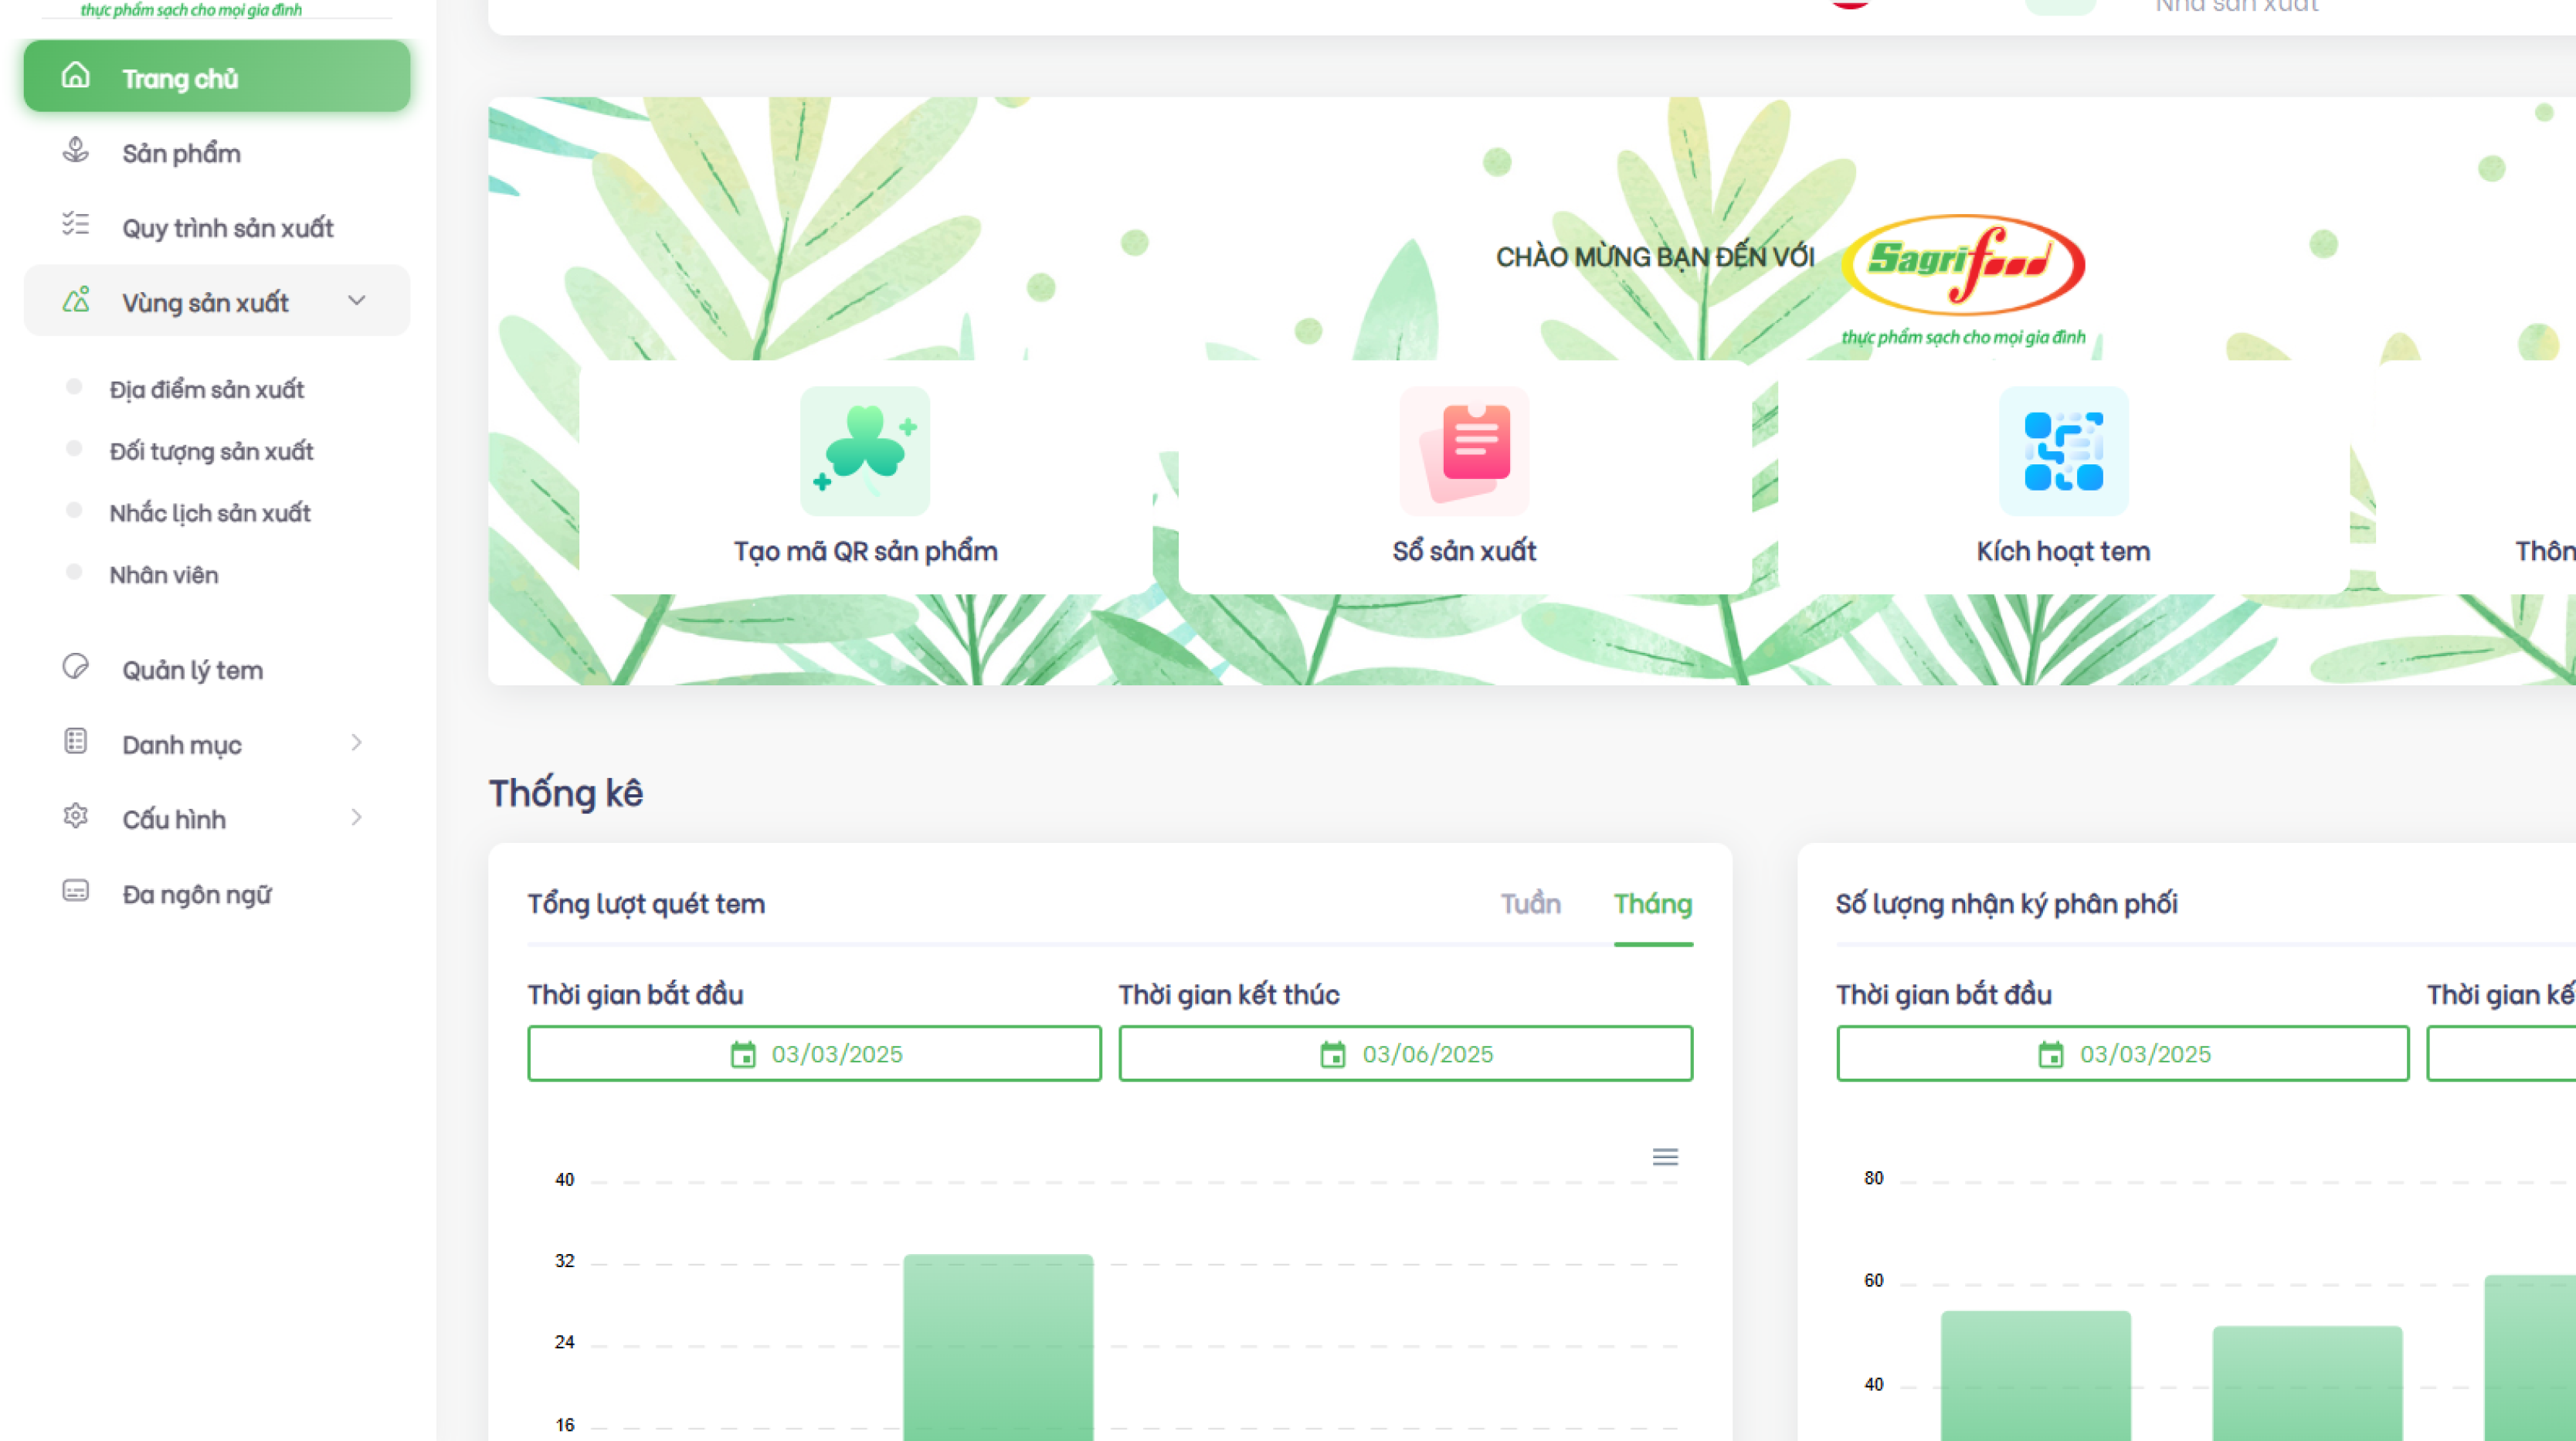 thực phẩm sạch cho mọi gia đình
Trang chủ
Sản phẩm
Quy trình sản xuất
Vùng sản xuất
Địa điểm sản xuất
Đối tượng sản xuất
Nhắc lịch sản xuất
Nhân viên
Quản lý tem
Danh mục
Cấu hình
Đa ngôn ngữ
Nhà sản xuất
CHÀO MỪNG BẠN ĐẾN VỚI
Sagrifood
thực phẩm sạch cho mọi gia đình
Tạo mã QR sản phẩm
Sổ sản xuất
Kích hoạt tem
Thống kê
Tổng lượt quét tem
Tuần
Tháng
Thời gian bắt đầu
Thời gian kết thúc
03/03/2025
03/06/2025
40
32
24
16
Số lượng nhận ký phân phối
Thời gian bắt đầu
Thời gian
03/03/2025
80
60
40